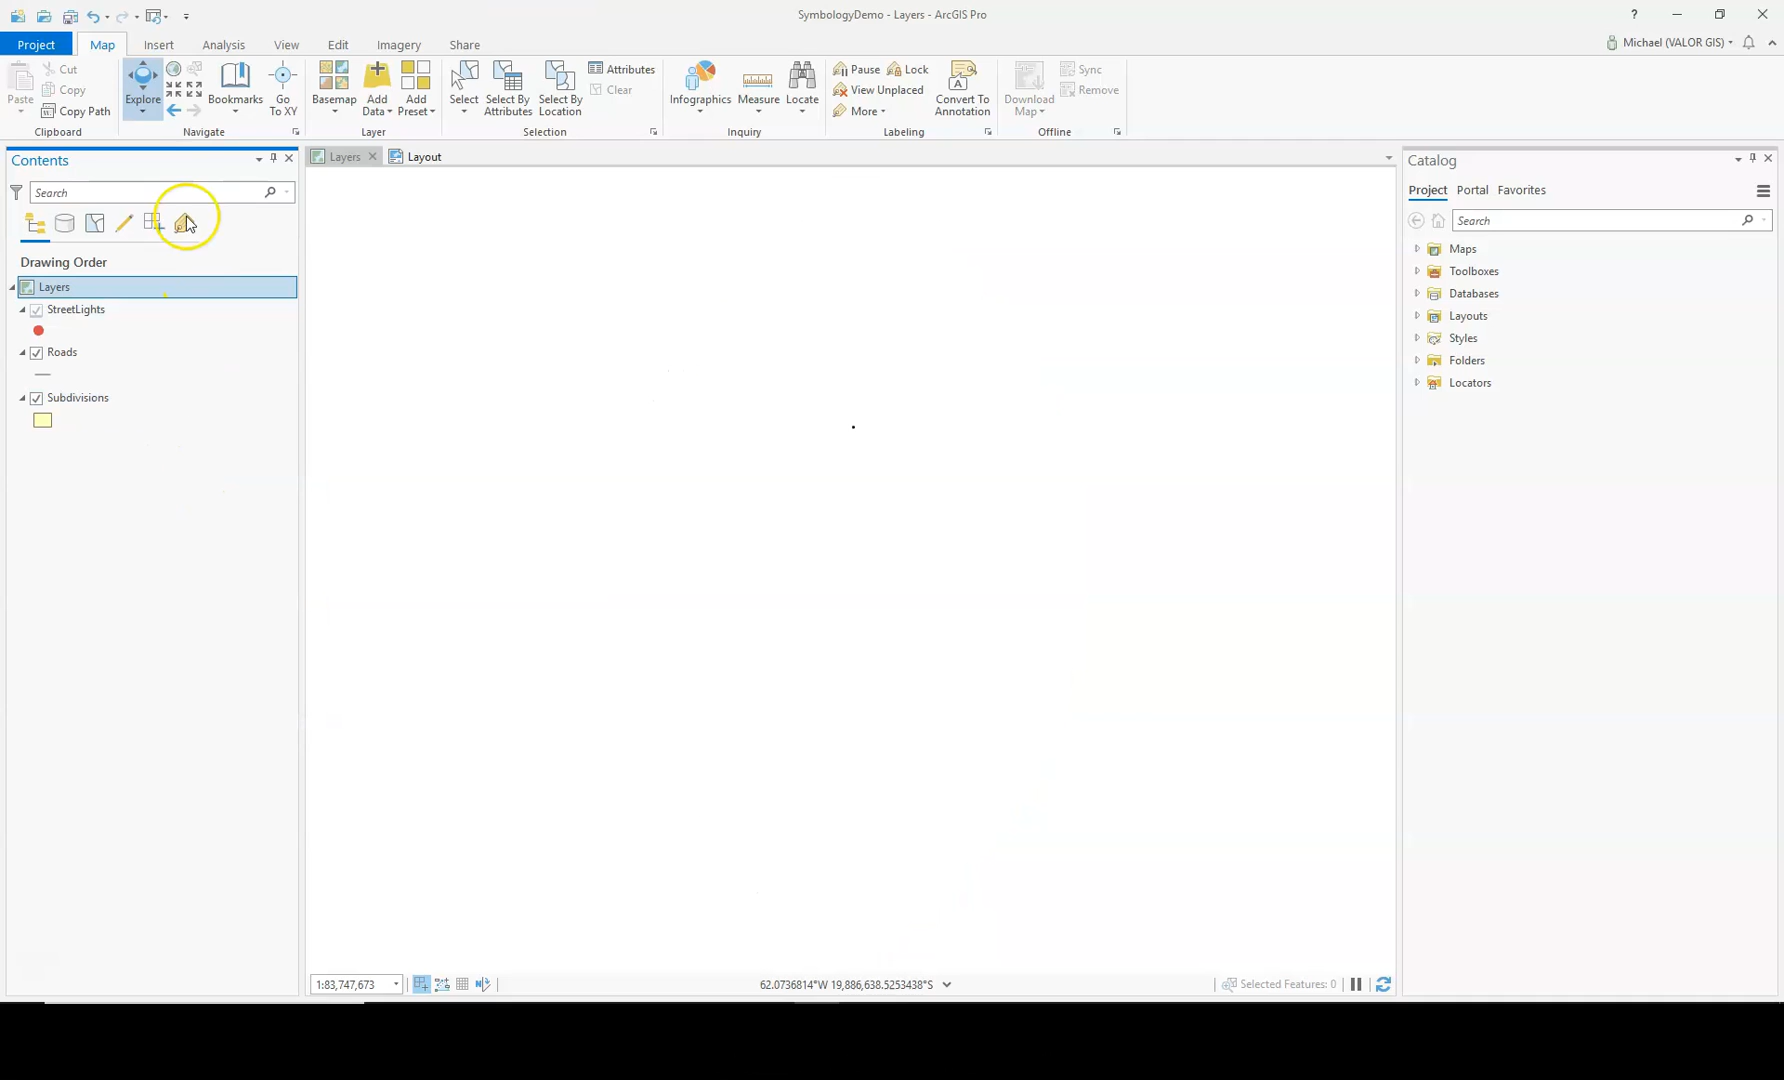 SymbologyDemo - Layers - ArcGIS Pro
?
Project Map Insert Analysis View Edit Imagery Share
Michael (VALOR GIS)
Paste
Cut
Copy
Copy Path
Clipboard
Explore
Bookmarks
Go To XY
Navigate
Basemap
Add Data
Add Preset
Layer
Select
Select By Attributes
Select By Location
Attributes
Clear
Selection
Infographics
Measure
Locate
Inquiry
Pause
Lock
View Unplaced
More
Convert To Annotation
Labeling
Download Map
Sync
Remove
Offline
Contents
Search
Drawing Order
Layers
StreetLights
Roads
Subdivisions
Layers
Layout
1:83,747,673
62.0736814°W 19,886,638.5253438°S
Selected Features: 0
Catalog
Project Portal Favorites
Search
Maps
Toolboxes
Databases
Layouts
Styles
Folders
Locators